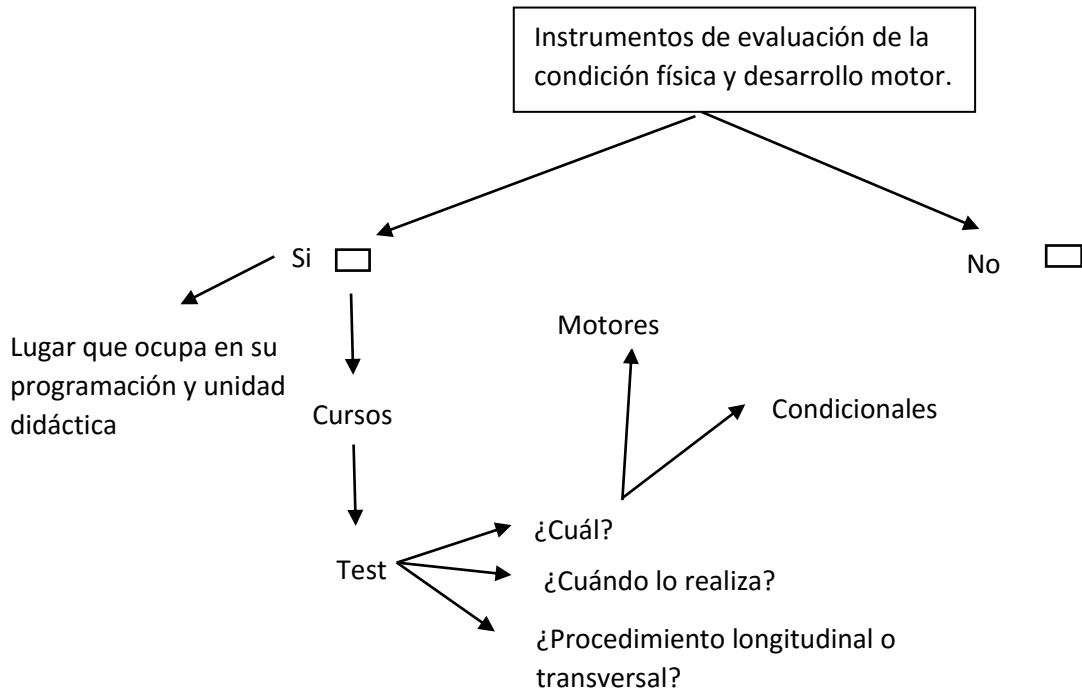 Instrumentos de evaluación de la
condición física y desarrollo motor.
Si
No
Lugar que ocupa en su
programación y unidad
didáctica
Motores
Cursos
Condicionales
¿Cuál?
Test
¿Cuándo lo realiza?
¿Procedimiento longitudinal o
transversal?